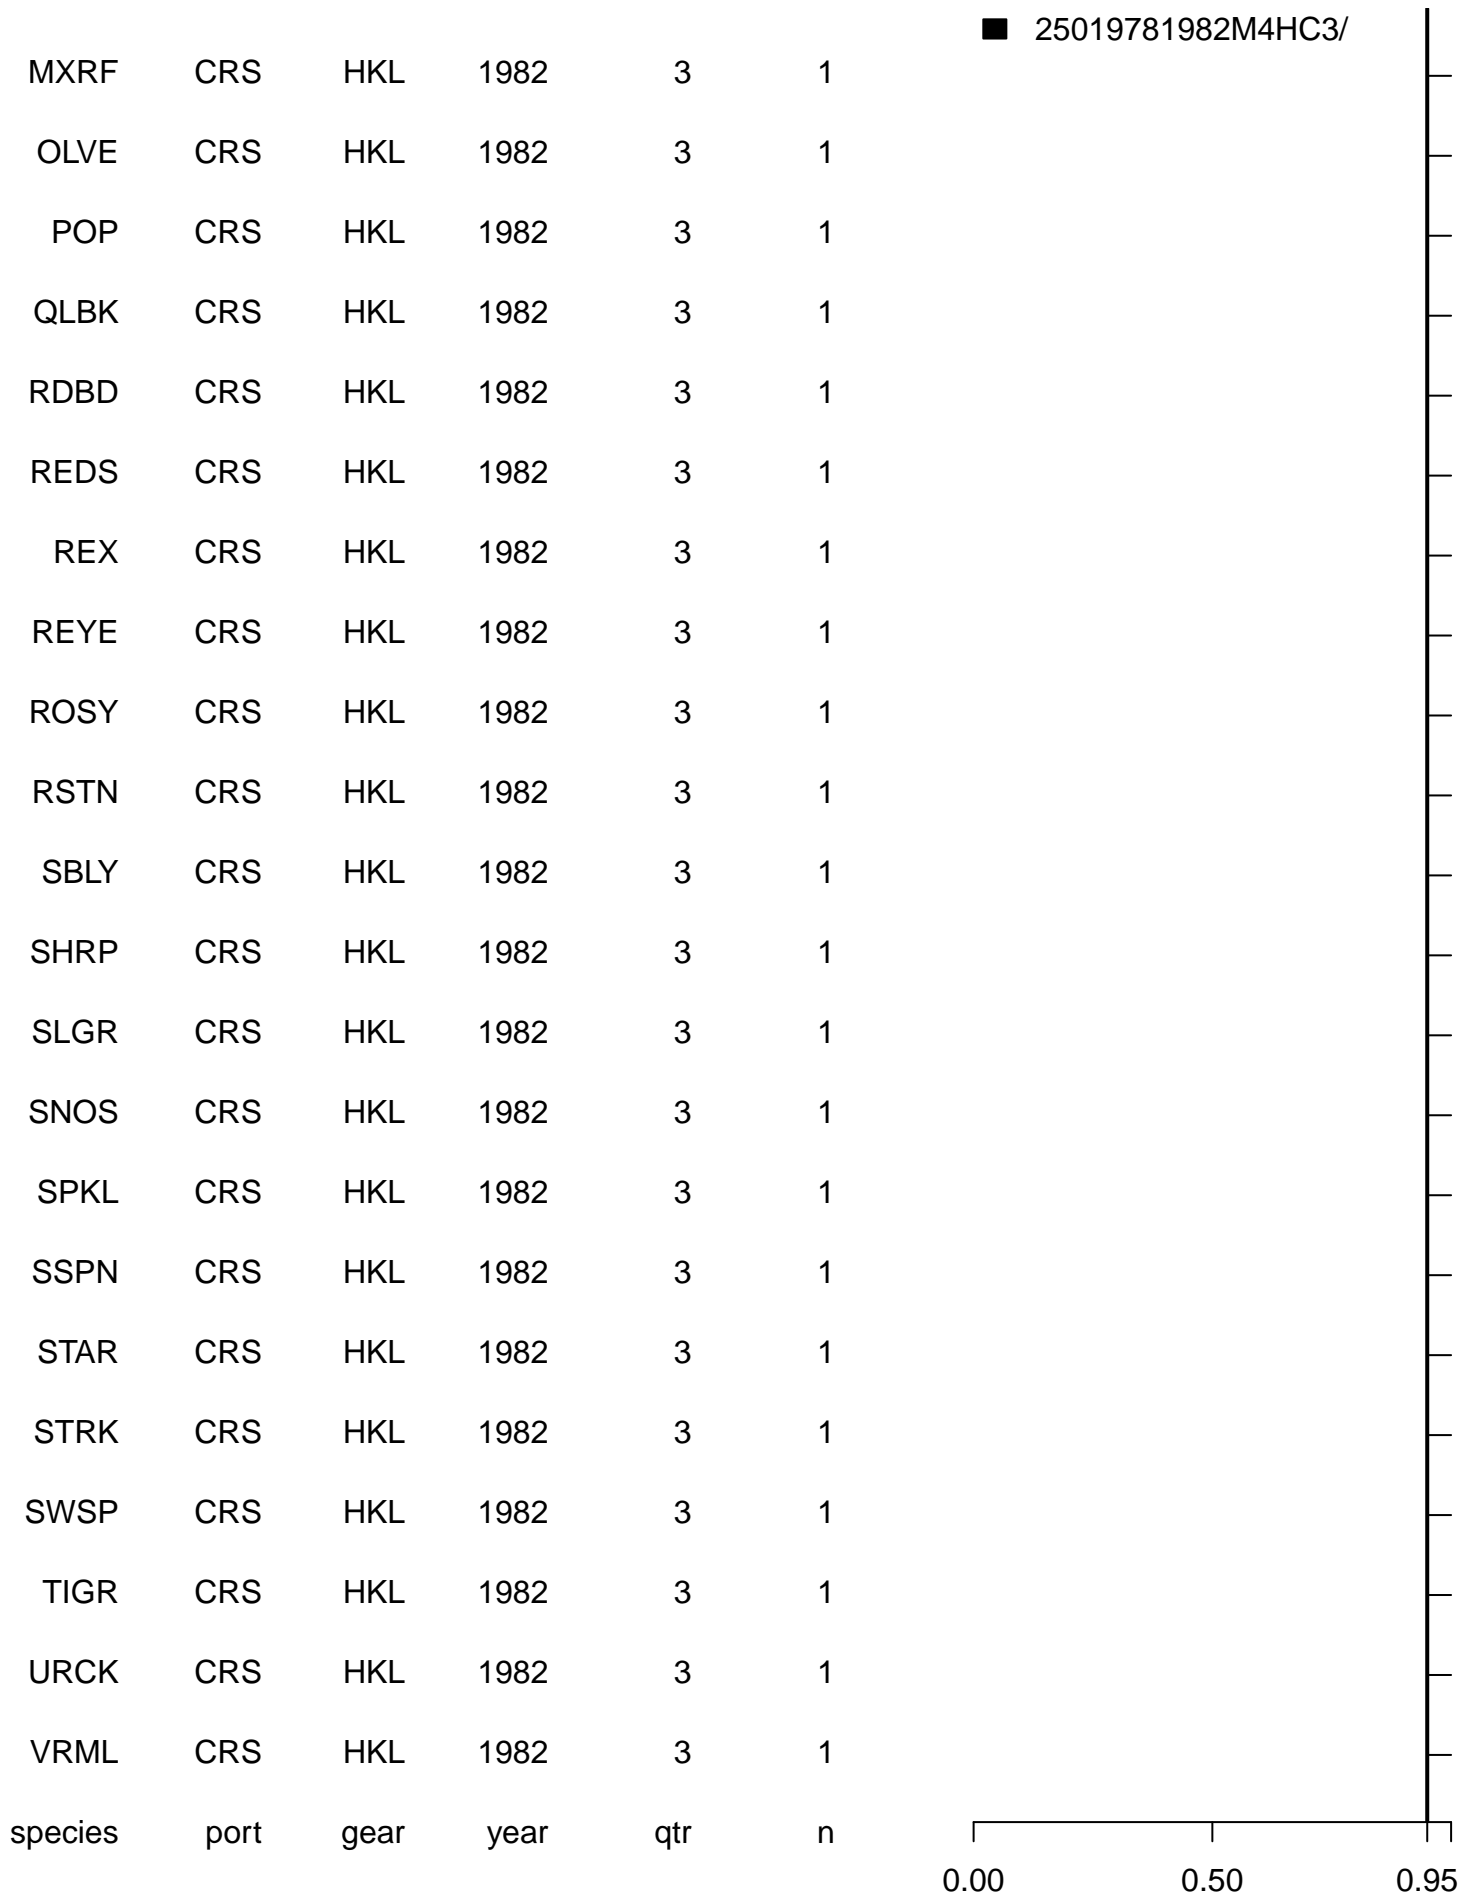 25019781982M4HC3/
MXRF CRS HKL 1982 3 1
OLVE CRS HKL 1982 3 1
POP CRS HKL 1982 3 1
QLBK CRS HKL 1982 3 1
RDBD CRS HKL 1982 3 1
REDS CRS HKL 1982 3 1
REX CRS HKL 1982 3 1
REYE CRS HKL 1982 3 1
ROSY CRS HKL 1982 3 1
RSTN CRS HKL 1982 3 1
SBLY CRS HKL 1982 3 1
SHRP CRS HKL 1982 3 1
SLGR CRS HKL 1982 3 1
SNOS CRS HKL 1982 3 1
SPKL CRS HKL 1982 3 1
SSPN CRS HKL 1982 3 1
STAR CRS HKL 1982 3 1
STRK CRS HKL 1982 3 1
SWSP CRS HKL 1982 3 1
TIGR CRS HKL 1982 3 1
URCK CRS HKL 1982 3 1
VRML CRS HKL 1982 3 1
species port gear year qtr n
0.00 0.50 0.95